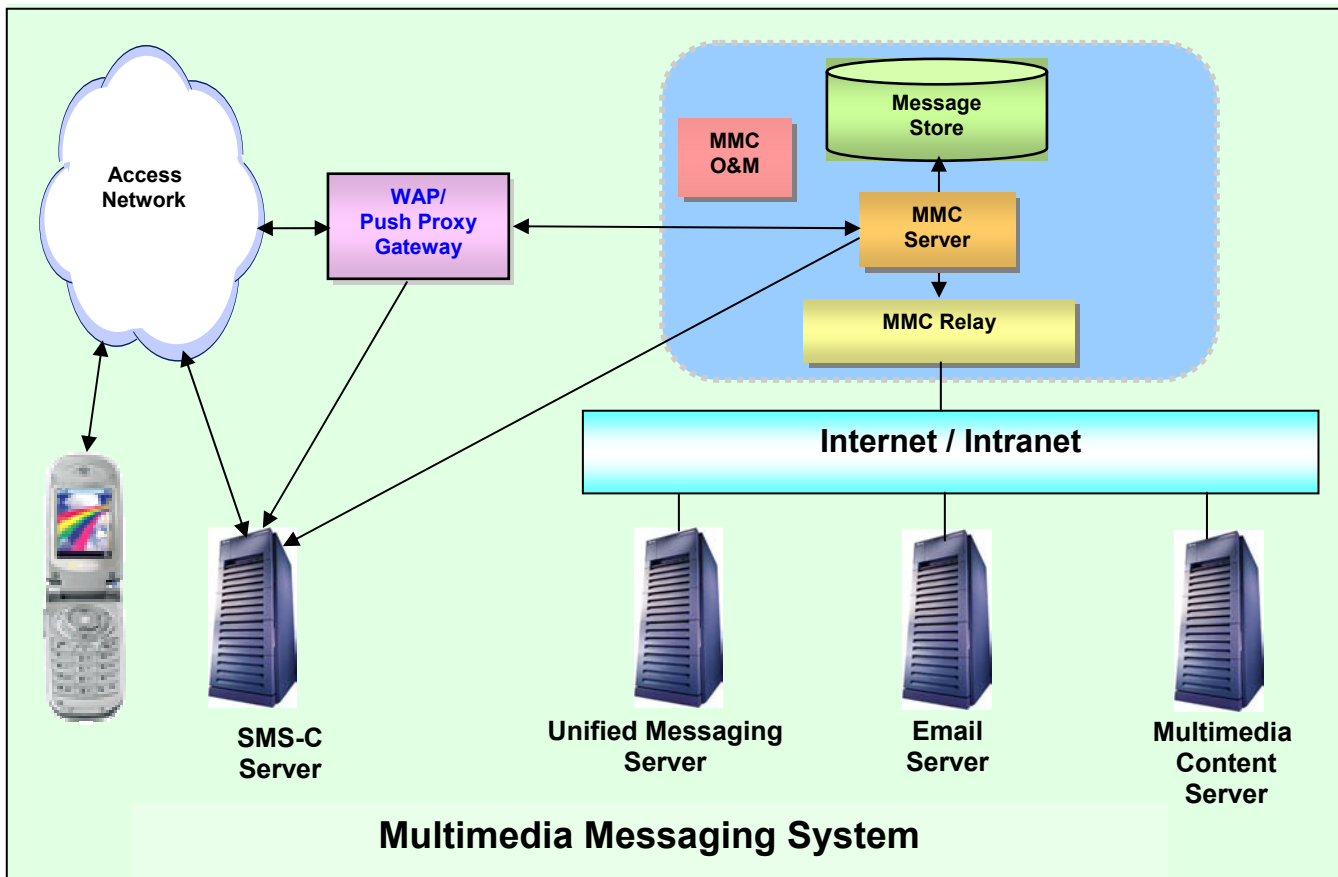 Access
Network
WAP/
Push Proxy
Gateway
MMC
O&M
Message
Store
MMC
Server
MMC Relay
Internet / Intranet
SMS-C
Server
Unified Messaging
Server
Email
Server
Multimedia
Content
Server
Multimedia Messaging System